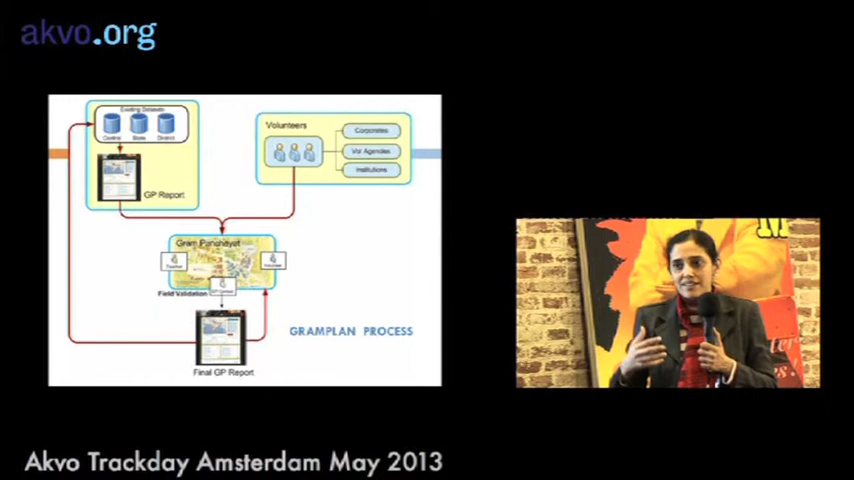 akvo.org
Existing Datasets
Central State District
GP Report
Volunteers
Corporates
Vol Agencies
Institutions
Gram Panchayat
Field Validation
GRAMPLAN PROCESS
Final GP Report
Akvo Trackday Amsterdam May 2013